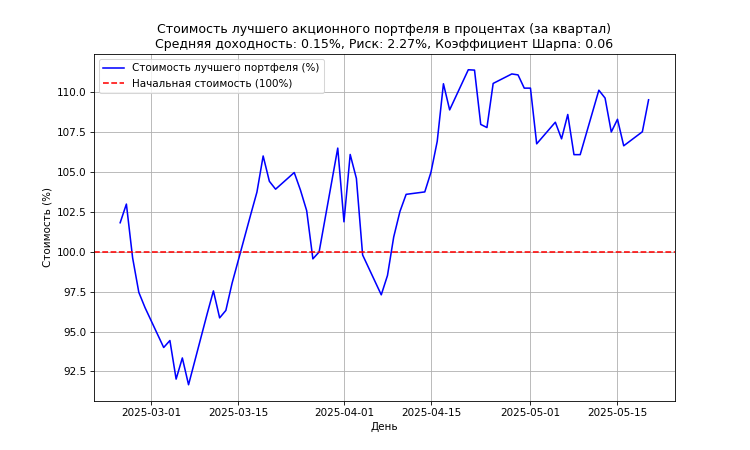 Стоимость лучшего акционного портфеля в процентах (за квартал)
Средняя доходность: 0.15%, Риск: 2.27%, Коэффициент Шарпа: 0.06
Стоимость лучшего портфеля (%)
Начальная стоимость (100%)
Стоимость (%)
110.0
107.5
105.0
102.5
100.0
97.5
95.0
92.5
2025-03-01 2025-03-15 2025-04-01 2025-04-15 2025-05-01 2025-05-15
День